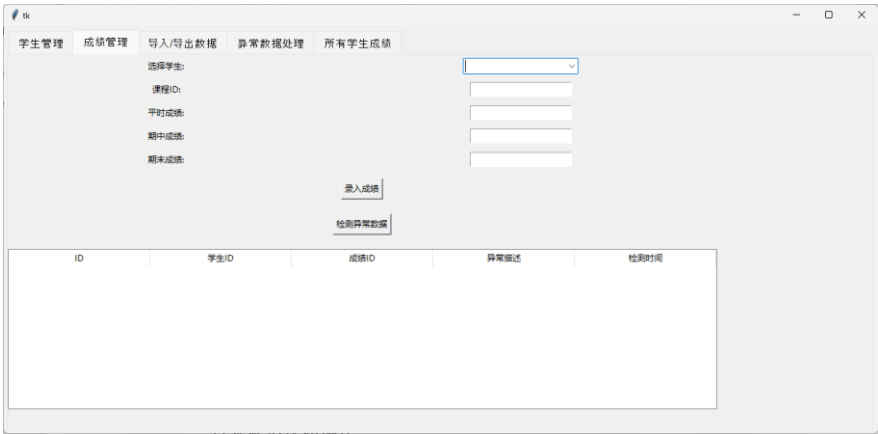 tk
学生管理 成绩管理 导入/导出数据 异常数据处理 所有学生成绩
选择学生:
课程ID:
平时成绩:
期中成绩:
期末成绩:
录入成绩
检测异常数据
ID 学生ID 成绩ID 异常描述 检测时间